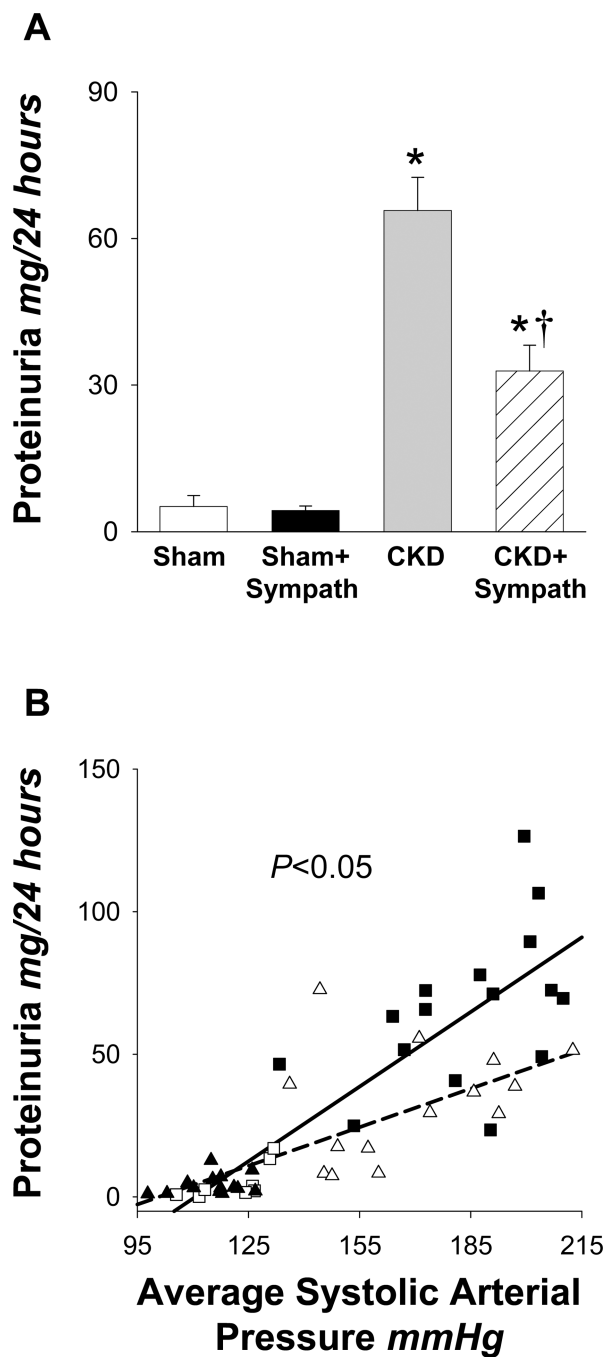 A
Proteinuria mg/24 hours
90
60
30
0
*
*†
Sham
Sham+
Sympath
CKD
CKD+
Sympath
B
Proteinuria mg/24 hours
150
100
50
0
P<0.05
95 125 155 185 215
Average Systolic Arterial
Pressure mmHg